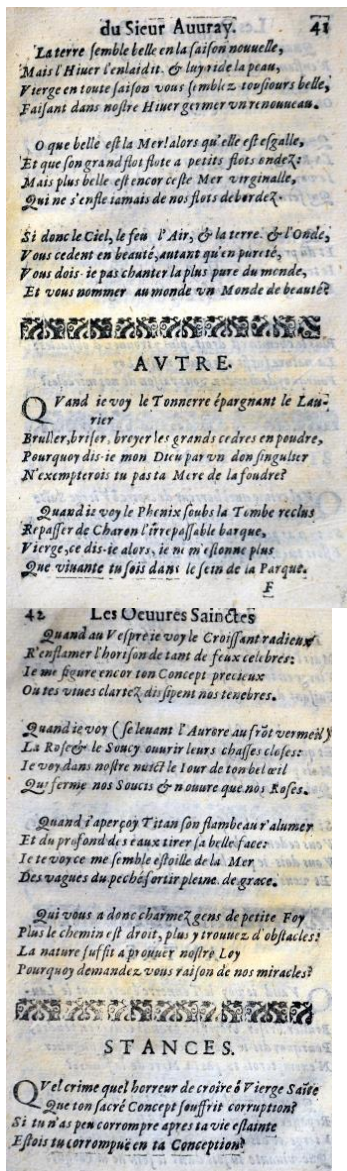 du Sieur Auuray. 41
La terre semble belle en la saison nouuelle,
Mais l'Hiuer l'enlaidit. & luy ride la peau,
Vierge en toute saison vous semblez tousiours belle,
Faisant dans nostre Hiuer germer vn renouueau.
O que belle est la Mer! alors qu'elle est esgalle,
Et que son grand flot flote a petits flots ondez:
Mais plus belle est encor ceste Mer virginalle,
Qui ne s'enfle iamais de nos flots debordez.
Si donc le Ciel, le feu l'Air, & la terre. & l'Onde,
Vous cedent en beauté, autant qu'en pureté,
Vous dois-ie pas chanter la plus pure du monde,
Et vous nommer au monde vn Monde de beauté?
AVTRE.
QVand ie voy le Tonnerre épargnant le Lau-
rier
Brusler, briser, breyer les grands cedres en poudre,
Pourquoy dis-ie mon Dieu par vn don singulier
N'exempterois tu pas ta Mere de la foudre?
Quand ie voy le Phenix soubs la Tombe reclus
Repasser de Charon l'irrepassable barque,
Vierge, ce dis-ie alors, ie ne m'estonne plus
Que viuante tu sois dans le sein de la Parque.
F
42 Les Oeuures Sainctes
Quand au Vespre ie voy le Croissant radieux
R'enflamer l'horison de tant de feux celebres:
Ie me figure encor ton Concept precieux
Ou tes viues clartez dissipent nos tenebres.
Quand ie voy (se leuant l'Aurore au frõt vermeil)
La Rose & le Soucy ouurir leurs chasses closes:
Ie voy dans nostre nuict le Iour de ton bel œil
Qui ferme nos Soucis & n'ouure que nos Roses.
Quand i'aperçoy Titan son flambeau r'alumer
Et du profond des eaux tirer sa belle face:
Ie te voy ce me semble estoille de la Mer
Des vagues du peché sortir pleine de grace.
Qui vous a donc charmez gens de petite Foy
Plus le chemin est droit, plus y trouuez d'obstacles:
La nature suffit a prouuer nostre Loy
Pourquoy demandez vous raison de nos miracles?
STANCES.
QVel crime quel horreur de croire ô Vierge Saĩte
Que ton sacré Concept souffrit corruption?
Si tu n'as peu corrompre apres ta vie estainte
Estois tu corrompuë en ta Conception?